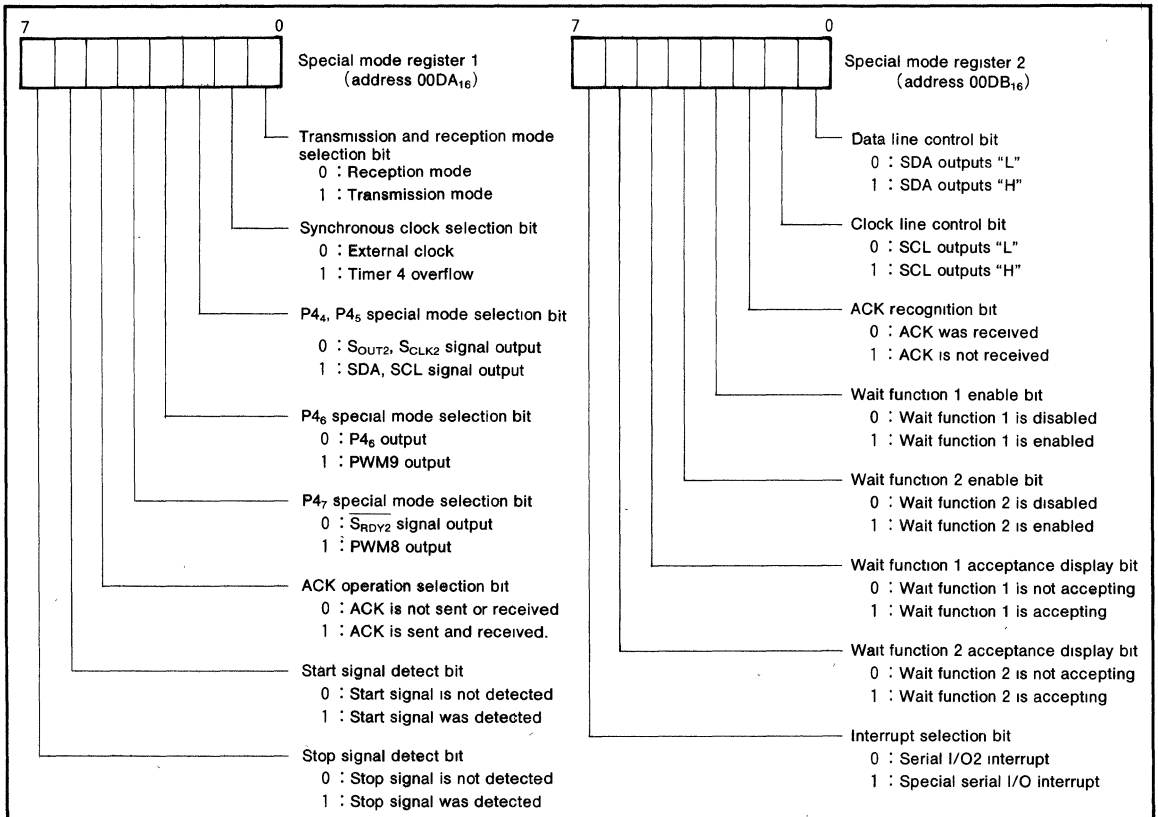 7 0
Special mode register 1
(address 00DA₁₆)
Transmission and reception mode
selection bit
0 : Reception mode
1 : Transmission mode
Synchronous clock selection bit
0 : External clock
1 : Timer 4 overflow
P4₄, P4₅ special mode selection bit
0 : S_OUT2, S_CLK2 signal output
1 : SDA, SCL signal output
P4₆ special mode selection bit
0 : P4₆ output
1 : PWM9 output
P4₇ special mode selection bit
0 : S̅_RDY2 signal output
1 : PWM8 output
ACK operation selection bit
0 : ACK is not sent or received
1 : ACK is sent and received.
Start signal detect bit
0 : Start signal is not detected
1 : Start signal was detected
Stop signal detect bit
0 : Stop signal is not detected
1 : Stop signal was detected
7 0
Special mode register 2
(address 00DB₁₆)
Data line control bit
0 : SDA outputs “L”
1 : SDA outputs “H”
Clock line control bit
0 : SCL outputs “L”
1 : SCL outputs “H”
ACK recognition bit
0 : ACK was received
1 : ACK is not received
Wait function 1 enable bit
0 : Wait function 1 is disabled
1 : Wait function 1 is enabled
Wait function 2 enable bit
0 : Wait function 2 is disabled
1 : Wait function 2 is enabled
Wait function 1 acceptance display bit
0 : Wait function 1 is not accepting
1 : Wait function 1 is accepting
Wait function 2 acceptance display bit
0 : Wait function 2 is not accepting
1 : Wait function 2 is accepting
Interrupt selection bit
0 : Serial I/O2 interrupt
1 : Special serial I/O interrupt